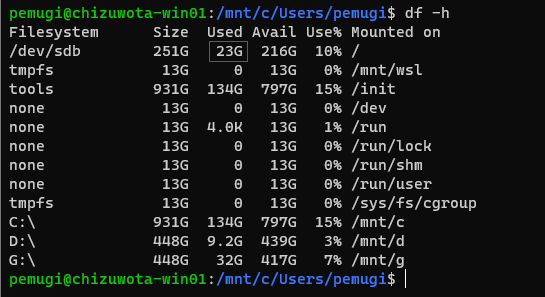 pemugi@chizuwota-win01:/mnt/c/Users/pemugi$ df -h
Filesystem      Size  Used Avail Use% Mounted on
/dev/sdb        251G   23G  216G  10% /
tmpfs            13G     0   13G   0% /mnt/wsl
tools           931G  134G  797G  15% /init
none             13G     0   13G   0% /dev
none             13G  4.0K   13G   1% /run
none             13G     0   13G   0% /run/lock
none             13G     0   13G   0% /run/shm
none             13G     0   13G   0% /run/user
tmpfs            13G     0   13G   0% /sys/fs/cgroup
C:\             931G  134G  797G  15% /mnt/c
D:\             448G  9.2G  439G   3% /mnt/d
G:\             448G   32G  417G   7% /mnt/g
pemugi@chizuwota-win01:/mnt/c/Users/pemugi$